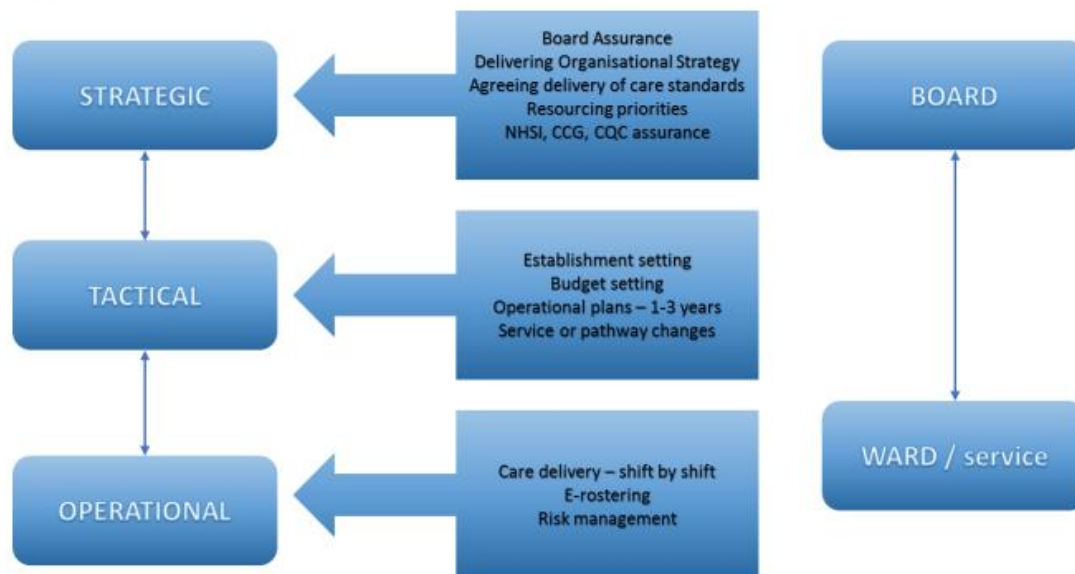 STRATEGIC
Board Assurance
Delivering Organisational Strategy
Agreeing delivery of care standards
Resourcing priorities
NHSI, CCG, CQC assurance
BOARD
TACTICAL
Establishment setting
Budget setting
Operational plans – 1-3 years
Service or pathway changes
OPERATIONAL
Care delivery – shift by shift
E-rostering
Risk management
WARD / service